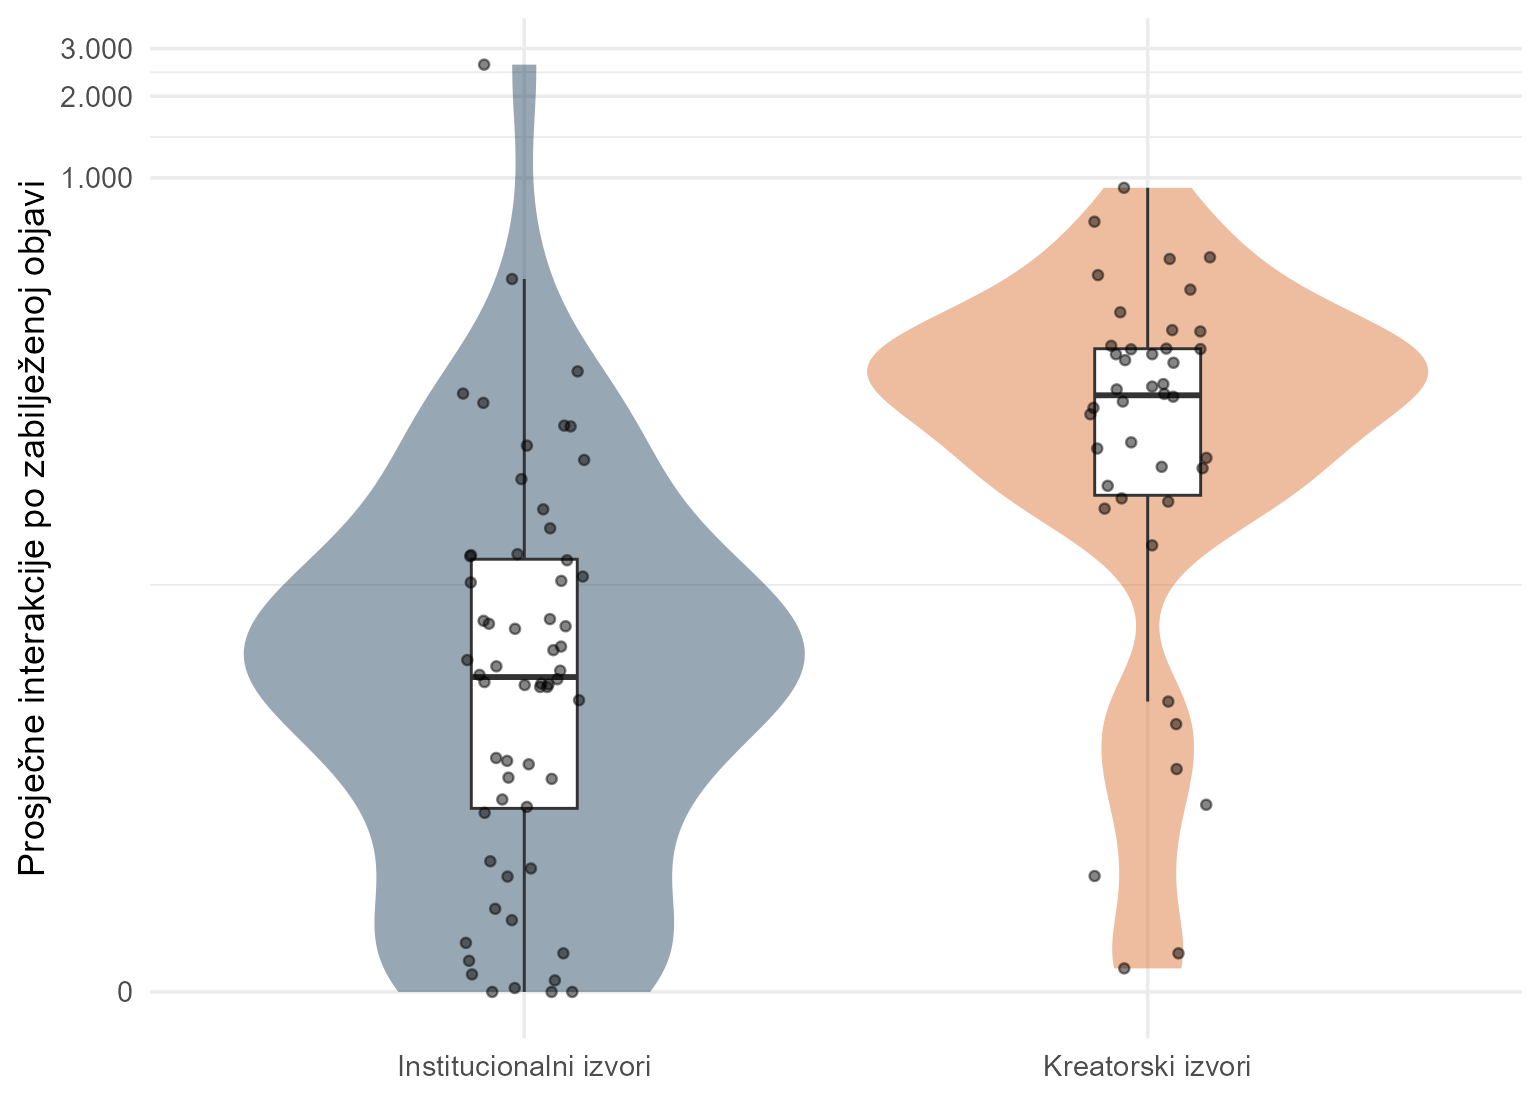 Prosječne interakcije po zabilježenoj objavi
3.000
2.000
1.000
0
Institucionalni izvori
Kreatorski izvori